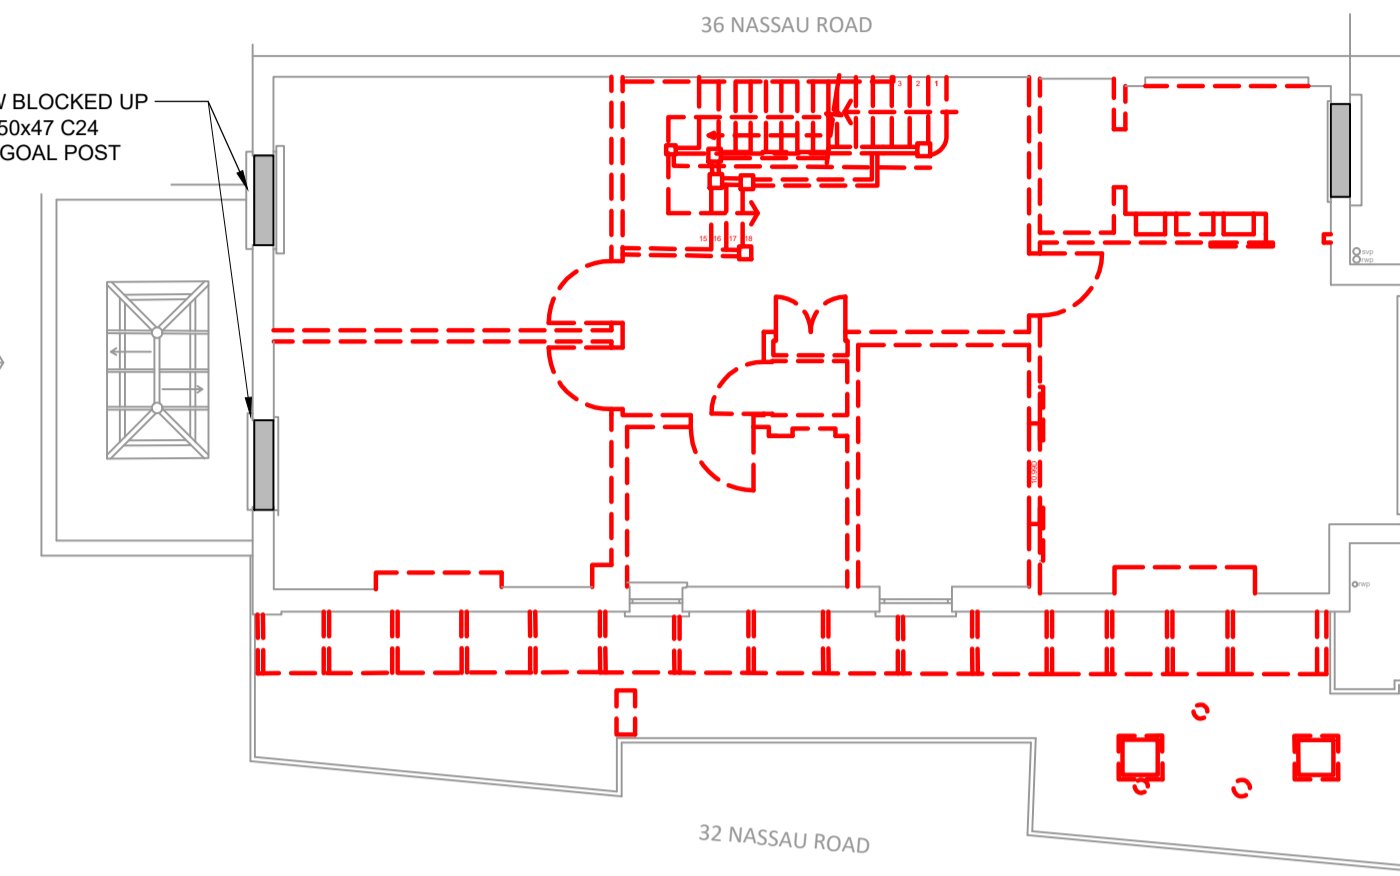 36 NASSAU ROAD
W BLOCKED UP
50x47 C24
GOAL POST
3 2 1
15 16 17 18
svp
rwp
rwp
32 NASSAU ROAD